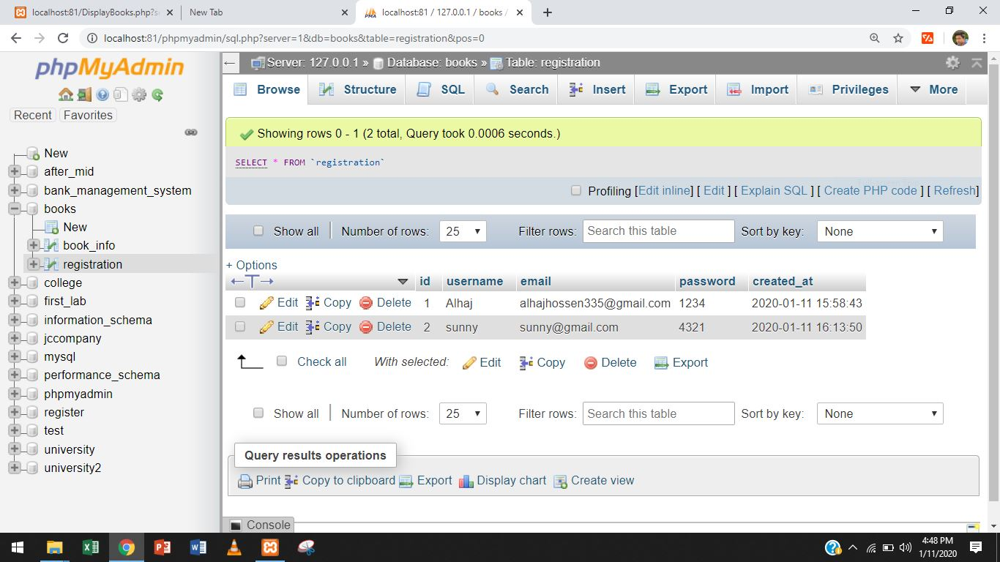 localhost:81/DisplayBooks.php?s
New Tab
localhost:81 / 127.0.0.1 / books /
localhost:81/phpmyadmin/sql.php?server=1&db=books&table=registration&pos=0
phpMyAdmin
Recent Favorites
New
after_mid
bank_management_system
books
New
book_info
registration
college
first_lab
information_schema
jccompany
mysql
performance_schema
phpmyadmin
register
test
university
university2
Server: 127.0.0.1 » Database: books » Table: registration
Browse Structure SQL Search Insert Export Import Privileges More
Showing rows 0 - 1 (2 total, Query took 0.0006 seconds.)
SELECT * FROM `registration`
Profiling [Edit inline] [ Edit ] [ Explain SQL ] [ Create PHP code ] [ Refresh]
Show all Number of rows: 25 Filter rows: Search this table Sort by key: None
+ Options
id username email password created_at
Edit Copy Delete 1 Alhaj alhajhossen335@gmail.com 1234 2020-01-11 15:58:43
Edit Copy Delete 2 sunny sunny@gmail.com 4321 2020-01-11 16:13:50
Check all With selected: Edit Copy Delete Export
Show all Number of rows: 25 Filter rows: Search this table Sort by key: None
Query results operations
Print Copy to clipboard Export Display chart Create view
Console
4:48 PM
1/11/2020